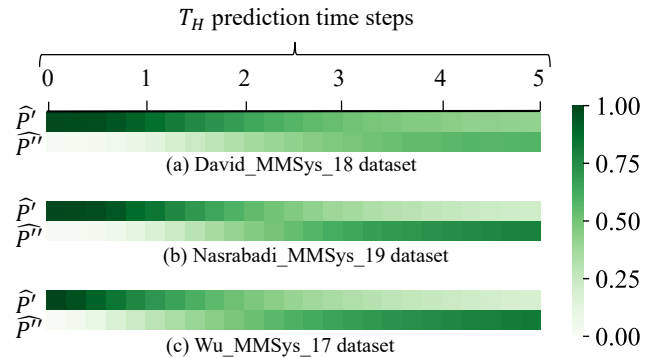 T_H prediction time steps
0 1 2 3 4 5
P̂′
P̂″
(a) David_MMSys_18 dataset
P̂′
P̂″
(b) Nasrabadi_MMSys_19 dataset
P̂′
P̂″
(c) Wu_MMSys_17 dataset
1.00
0.75
0.50
0.25
0.00